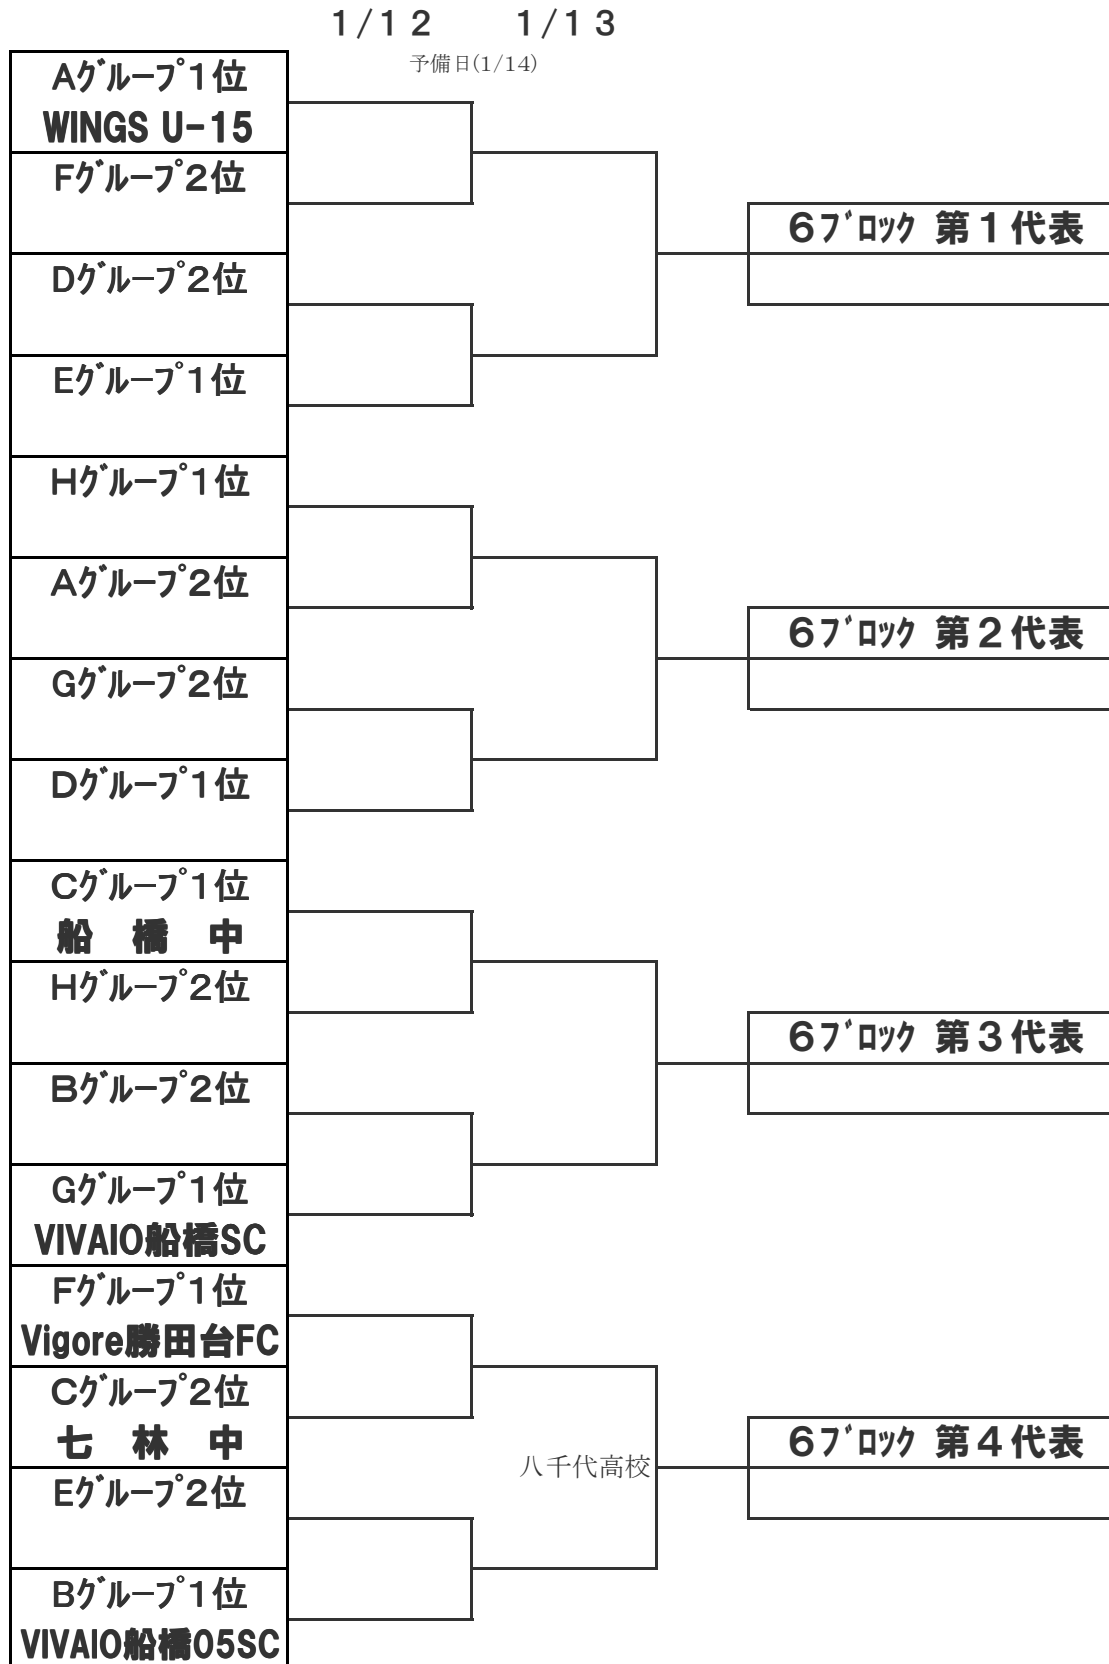 １/１２　１/１３
予備日(1/14)
Aｸﾞﾙｰﾌﾟ１位
WINGS U-15
Fｸﾞﾙｰﾌﾟ２位
６ﾌﾞﾛｯｸ 第１代表
Dｸﾞﾙｰﾌﾟ２位
Eｸﾞﾙｰﾌﾟ１位
Hｸﾞﾙｰﾌﾟ１位
Aｸﾞﾙｰﾌﾟ２位
６ﾌﾞﾛｯｸ 第２代表
Gｸﾞﾙｰﾌﾟ２位
Dｸﾞﾙｰﾌﾟ１位
Cｸﾞﾙｰﾌﾟ１位
船　橋　中
Hｸﾞﾙｰﾌﾟ２位
６ﾌﾞﾛｯｸ 第３代表
Bｸﾞﾙｰﾌﾟ２位
Gｸﾞﾙｰﾌﾟ１位
VIVAIO船橋SC
Fｸﾞﾙｰﾌﾟ１位
Vigore勝田台FC
Cｸﾞﾙｰﾌﾟ２位
七　林　中
６ﾌﾞﾛｯｸ 第４代表
八千代高校
Eｸﾞﾙｰﾌﾟ２位
Bｸﾞﾙｰﾌﾟ１位
VIVAIO船橋05SC